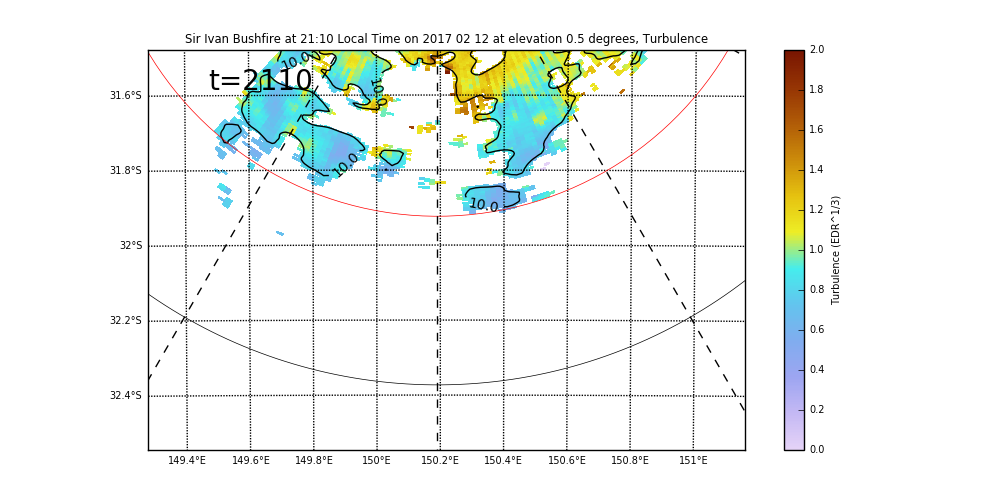 Sir Ivan Bushfire at 21:10 Local Time on 2017 02 12 at elevation 0.5 degrees, Turbulence
t=2110
10.0
10.0
10.0
10.0
31.6°S
31.8°S
32°S
32.2°S
32.4°S
149.4°E 149.6°E 149.8°E 150°E 150.2°E 150.4°E 150.6°E 150.8°E 151°E
2.0
1.8
1.6
1.4
1.2
1.0
0.8
0.6
0.4
0.2
0.0
Turbulence (EDR^1/3)